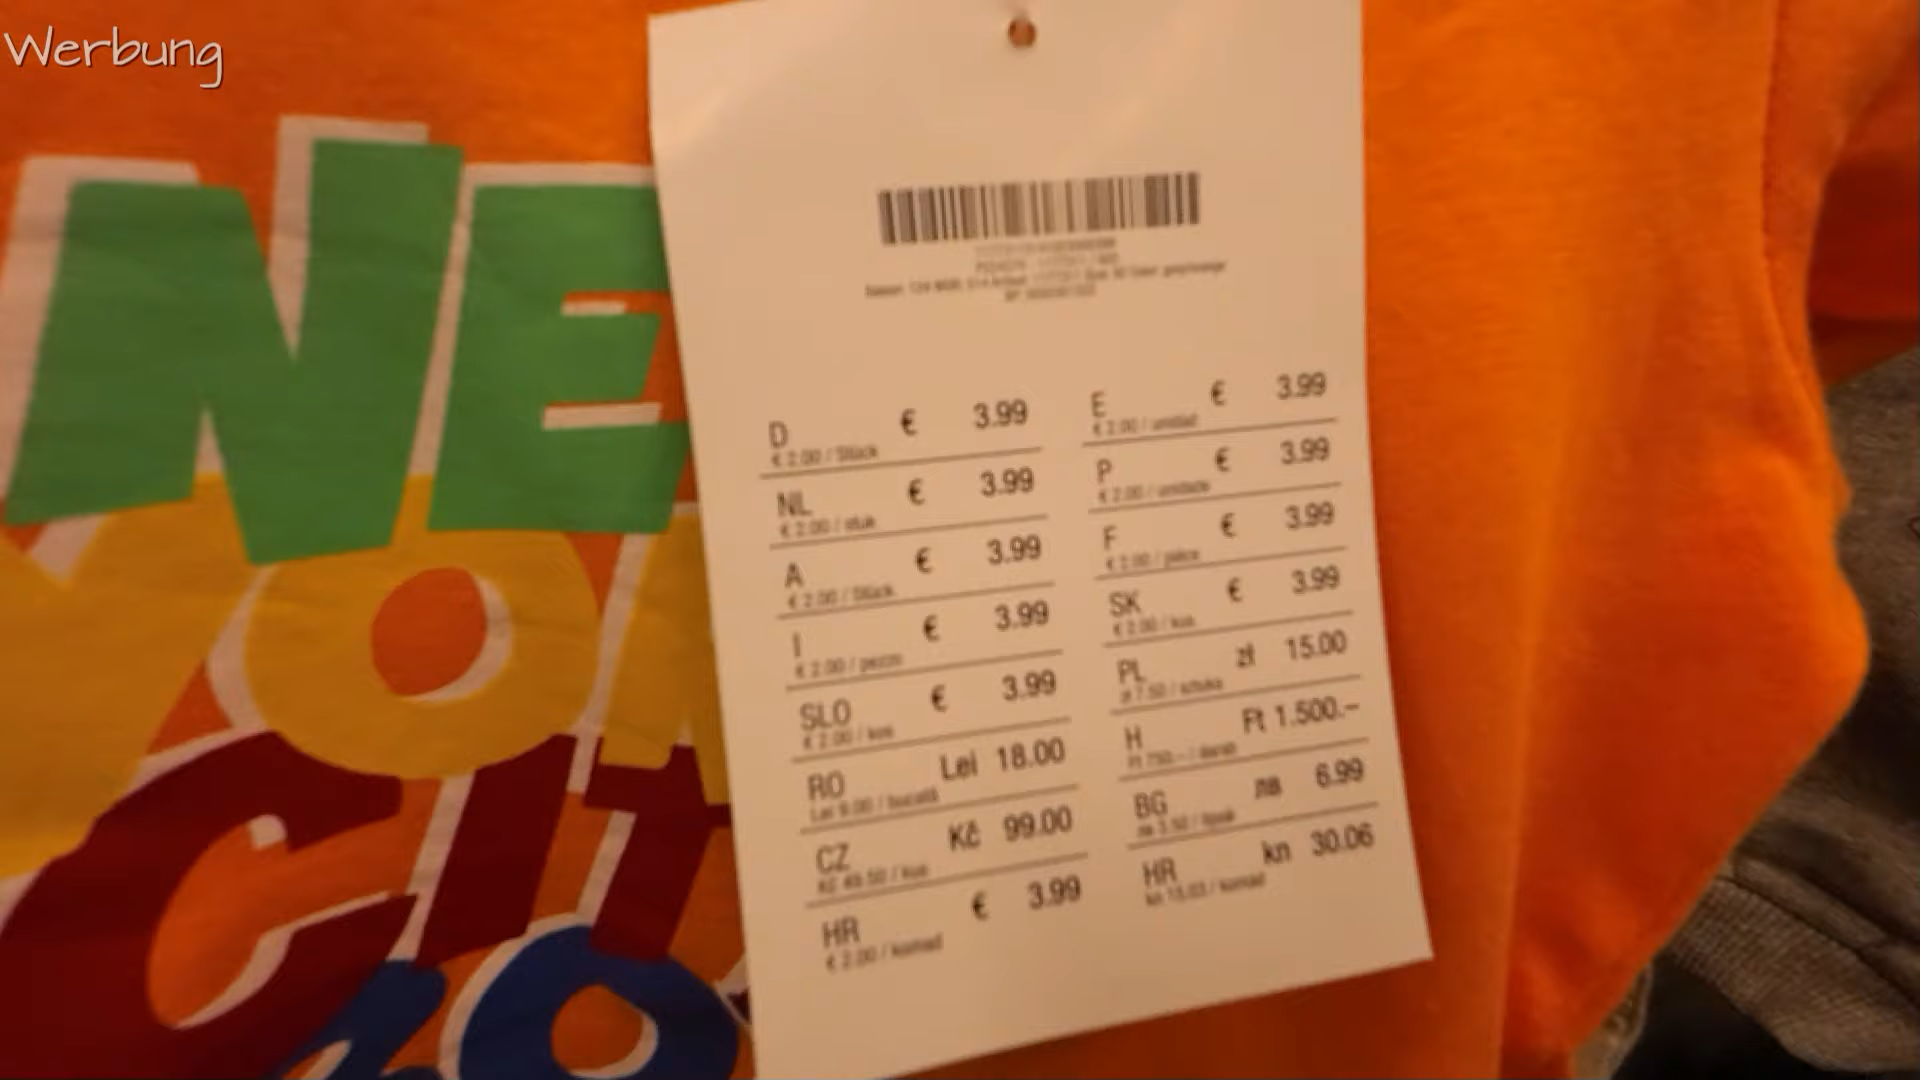 Werbung
NE
YOR
CIT
D € 3.99
€ 2.00 / Stück
NL € 3.99
€ 2.00 / stuk
A € 3.99
€ 2.00 / Stück
I € 3.99
€ 2.00 / pezzo
SLO € 3.99
€ 2.00 / kos
RO Lei 18.00
Lei 9.00 / bucată
CZ Kč 99.00
Kč 49.50 / kus
HR € 3.99
€ 2.00 / komad
E € 3.99
€ 2.00 / unidad
P € 3.99
€ 2.00 / unidade
F € 3.99
€ 2.00 / pièce
SK € 3.99
€ 2.00 / kus
PL zł 15.00
zł 7.50 / sztuka
H Ft 1.500.–
Ft 750.– / darab
BG лв 6.99
лв 3.50 /
HR kn 30.06
kn 15.03 / komad